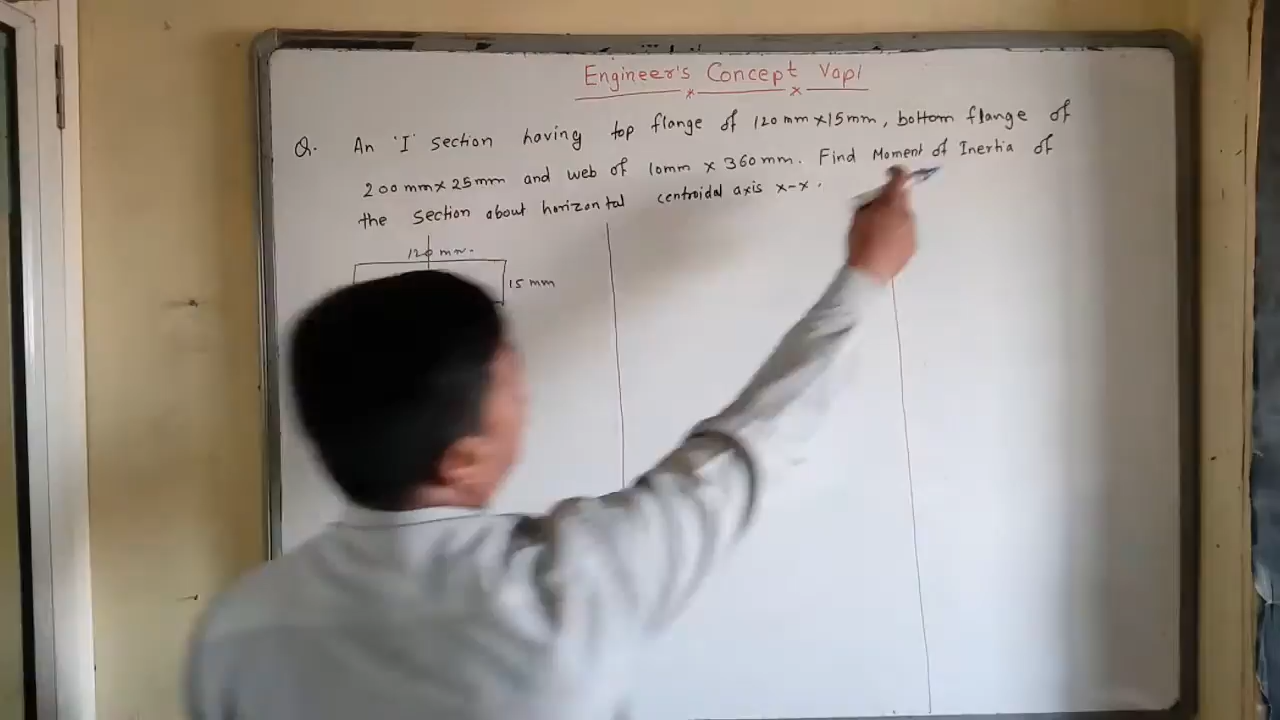 Engineer's Concept Vapi
Q. An 'I' section having top flange of 120 mm x 15 mm, bottom flange of
200 mm x 25 mm and web of 10mm x 360 mm. Find Moment of Inertia of
the section about horizontal centroidal axis x-x.
120 mm.
15 mm